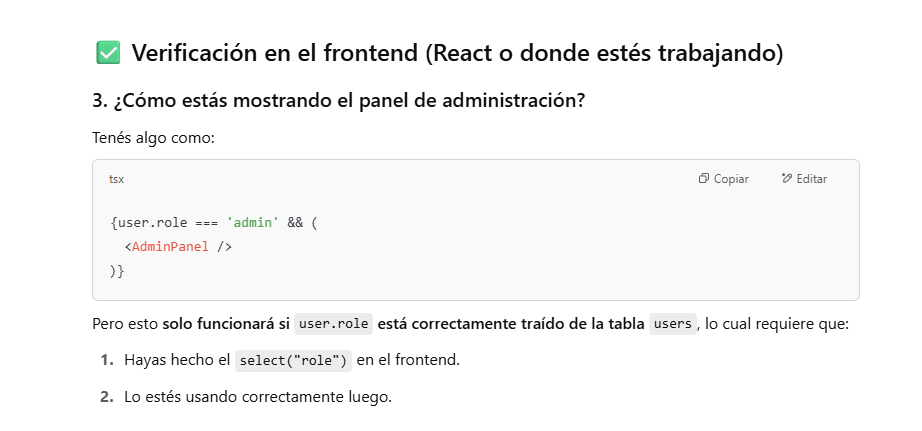 ✅ Verificación en el frontend (React o donde estés trabajando)
3. ¿Cómo estás mostrando el panel de administración?
Tenés algo como:
tsx Copiar Editar
{user.role === 'admin' && (
<AdminPanel />
)}
Pero esto solo funcionará si user.role está correctamente traído de la tabla users, lo cual requiere que:
1. Hayas hecho el select("role") en el frontend.
2. Lo estés usando correctamente luego.